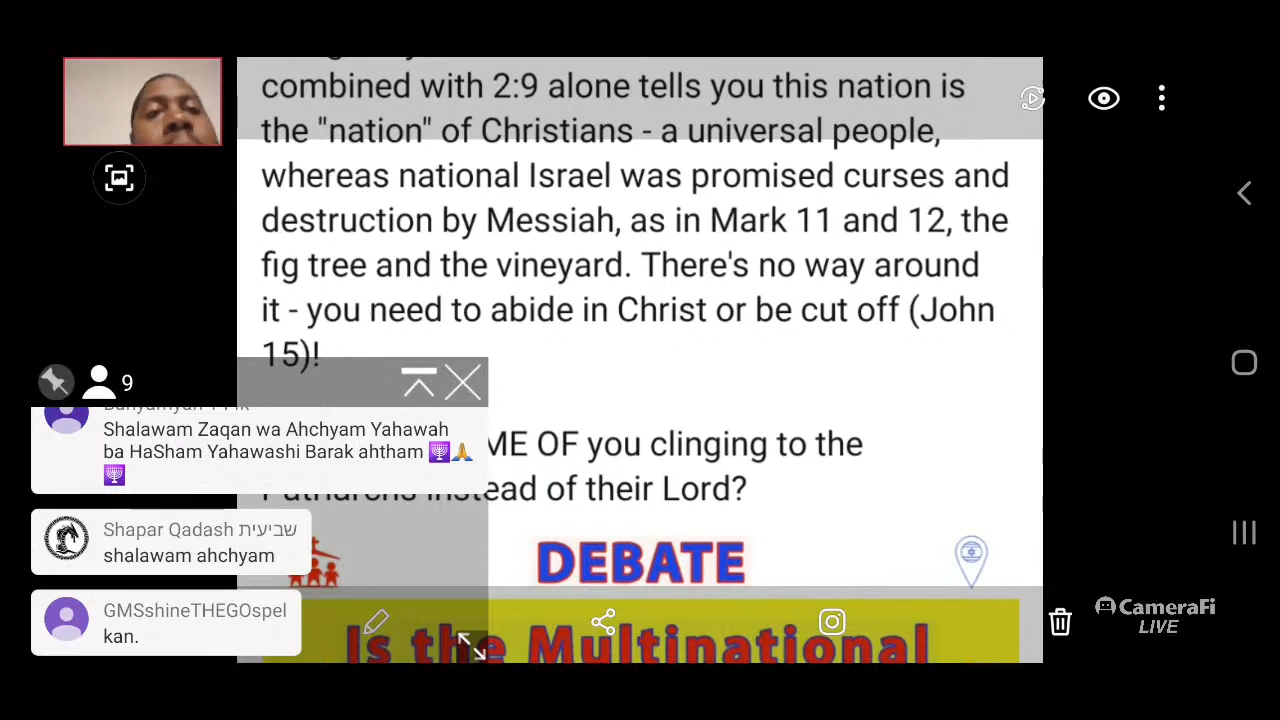 combined with 2:9 alone tells you this nation is
the "nation" of Christians - a universal people,
whereas national Israel was promised curses and
destruction by Messiah, as in Mark 11 and 12, the
fig tree and the vineyard. There's no way around
it - you need to abide in Christ or be cut off (John
15)!
ME OF you clinging to the
Patriarchs instead of their Lord?
DEBATE
Is the Multinational
9
Shalawam Zaqan wa Ahchyam Yahawah
ba HaSham Yahawashi Barak ahtham
Shapar Qadash שביעית
shalawam ahchyam
GMSshineTHEGOspel
kan.
CameraFi
LIVE